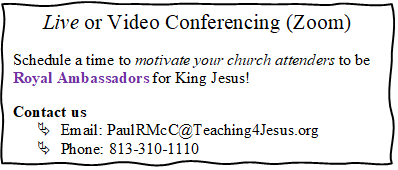 Live or Video Conferencing (Zoom)
Schedule a time to motivate your church attenders to be
Royal Ambassadors for King Jesus!
Contact us
Email: PaulRMcC@Teaching4Jesus.org
Phone: 813-310-1110